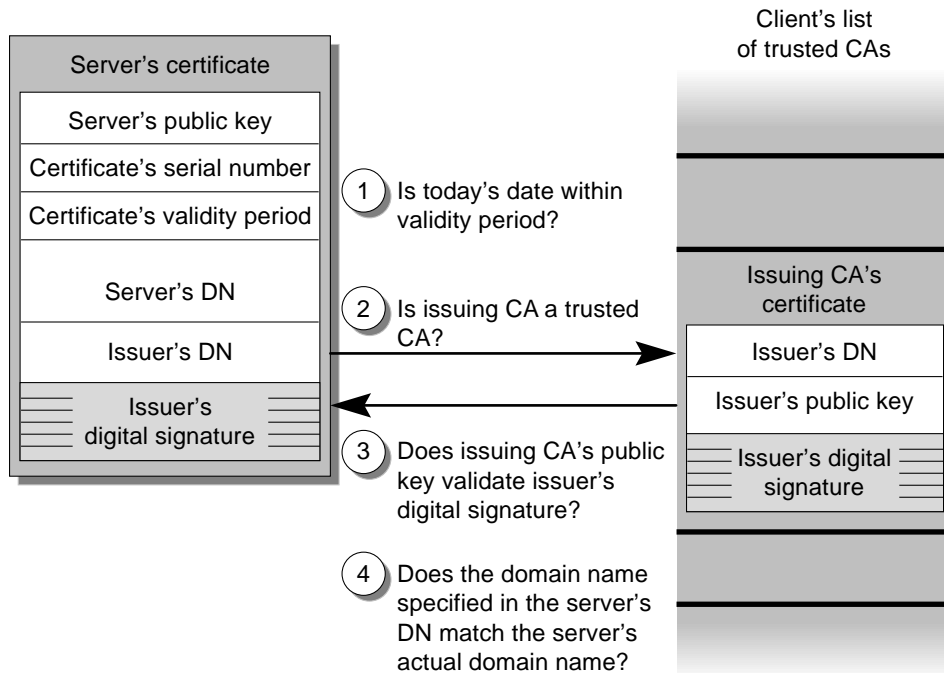 Client’s list
of trusted CAs
Server’s certificate
Server’s public key
Certificate’s serial number
Certificate’s validity period
Server’s DN
Issuer’s DN
Issuer’s
digital signature
1
Is today’s date within
validity period?
2
Is issuing CA a trusted
CA?
3
Does issuing CA’s public
key validate issuer’s
digital signature?
4
Does the domain name
specified in the server’s
DN match the server’s
actual domain name?
Issuing CA’s
certificate
Issuer’s DN
Issuer’s public key
Issuer’s digital
signature